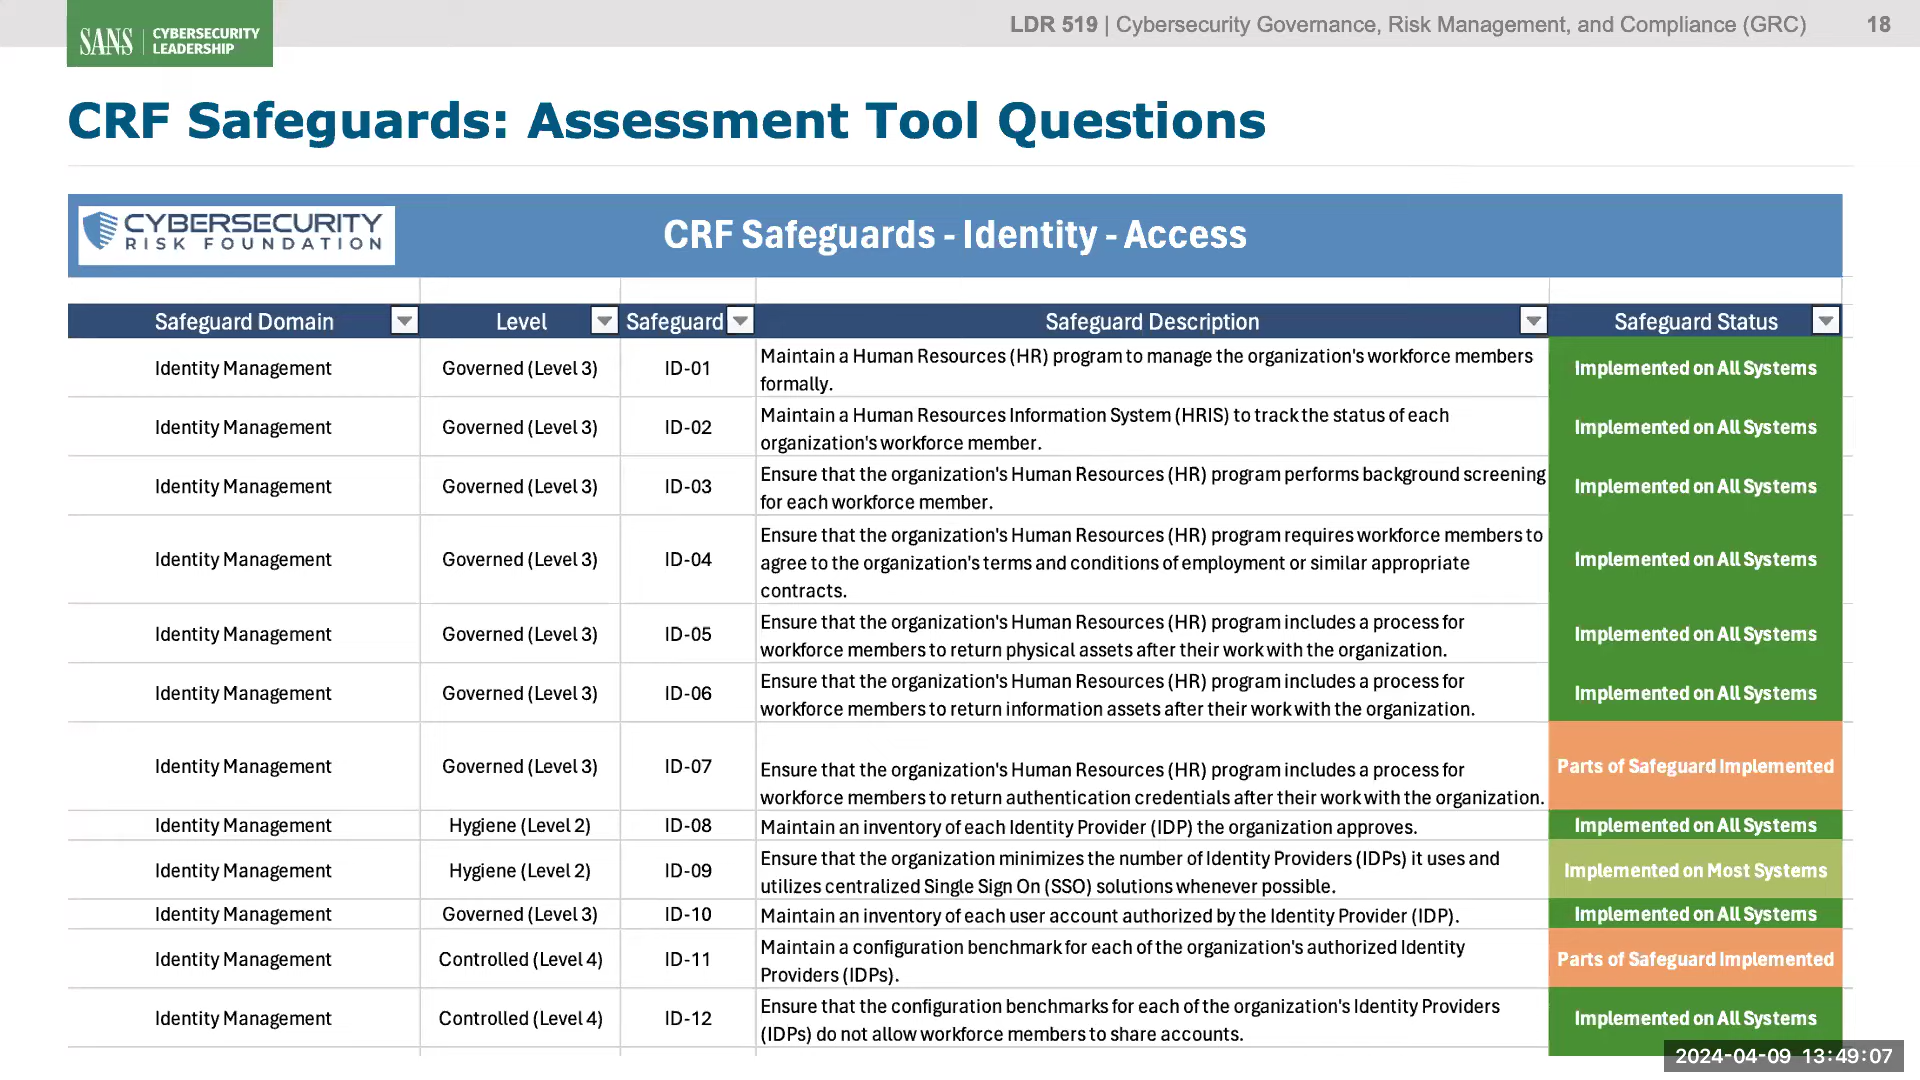 SANS | CYBERSECURITY LEADERSHIP
LDR 519 | Cybersecurity Governance, Risk Management, and Compliance (GRC) 18
CRF Safeguards: Assessment Tool Questions
CYBERSECURITY
RISK FOUNDATION
CRF Safeguards - Identity - Access
Safeguard Domain Level Safeguard Safeguard Description Safeguard Status
Identity Management Governed (Level 3) ID-01 Maintain a Human Resources (HR) program to manage the organization's workforce members
formally. Implemented on All Systems
Identity Management Governed (Level 3) ID-02 Maintain a Human Resources Information System (HRIS) to track the status of each
organization's workforce member. Implemented on All Systems
Identity Management Governed (Level 3) ID-03 Ensure that the organization's Human Resources (HR) program performs background screening
for each workforce member. Implemented on All Systems
Identity Management Governed (Level 3) ID-04 Ensure that the organization's Human Resources (HR) program requires workforce members to
agree to the organization's terms and conditions of employment or similar appropriate
contracts. Implemented on All Systems
Identity Management Governed (Level 3) ID-05 Ensure that the organization's Human Resources (HR) program includes a process for
workforce members to return physical assets after their work with the organization. Implemented on All Systems
Identity Management Governed (Level 3) ID-06 Ensure that the organization's Human Resources (HR) program includes a process for
workforce members to return information assets after their work with the organization. Implemented on All Systems
Identity Management Governed (Level 3) ID-07 Ensure that the organization's Human Resources (HR) program includes a process for
workforce members to return authentication credentials after their work with the organization. Parts of Safeguard Implemented
Identity Management Hygiene (Level 2) ID-08 Maintain an inventory of each Identity Provider (IDP) the organization approves. Implemented on All Systems
Identity Management Hygiene (Level 2) ID-09 Ensure that the organization minimizes the number of Identity Providers (IDPs) it uses and
utilizes centralized Single Sign On (SSO) solutions whenever possible. Implemented on Most Systems
Identity Management Governed (Level 3) ID-10 Maintain an inventory of each user account authorized by the Identity Provider (IDP). Implemented on All Systems
Identity Management Controlled (Level 4) ID-11 Maintain a configuration benchmark for each of the organization's authorized Identity
Providers (IDPs). Parts of Safeguard Implemented
Identity Management Controlled (Level 4) ID-12 Ensure that the configuration benchmarks for each of the organization's Identity Providers
(IDPs) do not allow workforce members to share accounts. Implemented on All Systems
2024-04-09 13:49:07